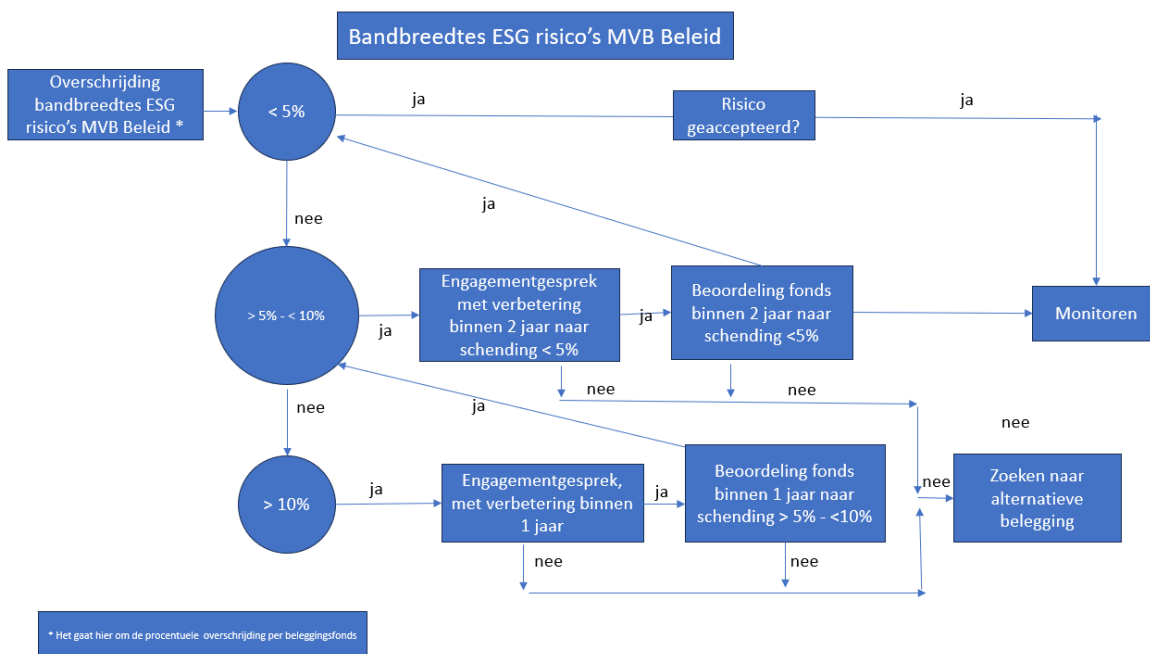 Bandbreedtes ESG risico's MVB Beleid
Overschrijding
bandbreedtes ESG
risico's MVB Beleid *
< 5%
ja
Risico
geaccepteerd?
ja
nee
ja
> 5% - < 10%
ja
Engagementgesprek
met verbetering
binnen 2 jaar naar
schending < 5%
ja
Beoordeling fonds
binnen 2 jaar naar
schending <5%
Monitoren
nee
nee
nee
ja
nee
> 10%
ja
Engagementgesprek,
met verbetering binnen
1 jaar
ja
Beoordeling fonds
binnen 1 jaar naar
schending > 5% - <10%
nee
Zoeken naar
alternatieve
belegging
nee
nee
* Het gaat hier om de procentuele overschrijding per beleggingsfonds